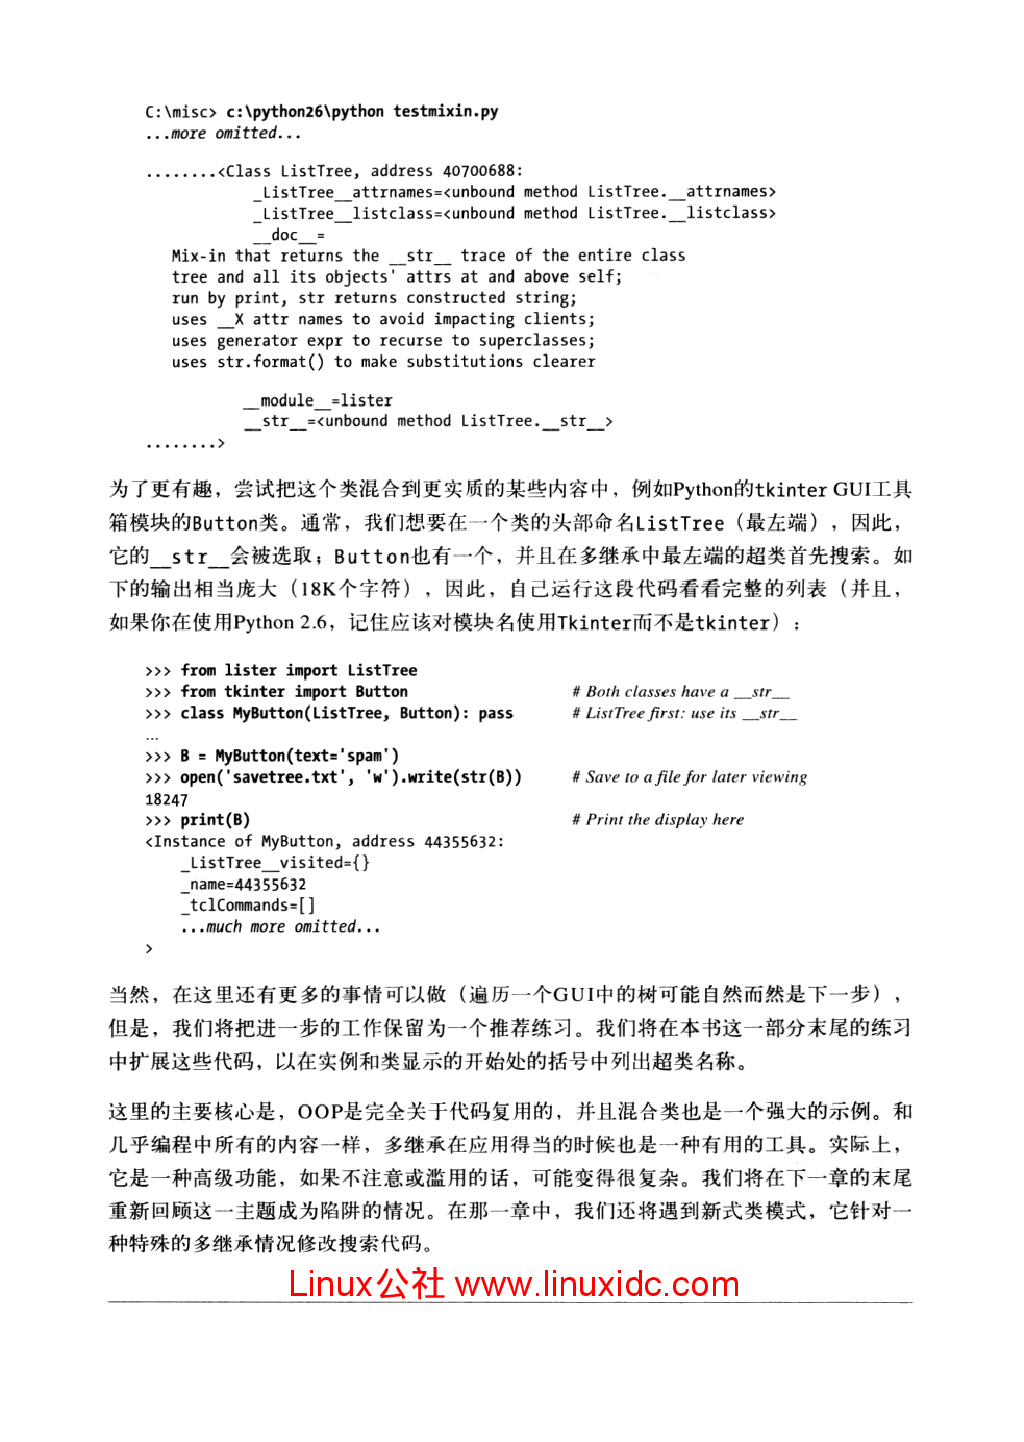 C:\misc> c:\python26\python testmixin.py
...more omitted...
........<Class ListTree, address 40700688:
_ListTree__attrnames=<unbound method ListTree.__attrnames>
_ListTree__listclass=<unbound method ListTree.__listclass>
__doc__=
Mix-in that returns the __str__ trace of the entire class
tree and all its objects' attrs at and above self;
run by print, str returns constructed string;
uses __X attr names to avoid impacting clients;
uses generator expr to recurse to superclasses;
uses str.format() to make substitutions clearer
__module__=lister
__str__=<unbound method ListTree.__str__>
........>
为了更有趣，尝试把这个类混合到更实质的某些内容中，例如Python的tkinter GUI工具
箱模块的Button类。通常，我们想要在一个类的头部命名ListTree（最左端），因此，
它的__str__会被选取；Button也有一个，并且在多继承中最左端的超类首先搜索。如
下的输出相当庞大（18K个字符），因此，自己运行这段代码看看完整的列表（并且，
如果你在使用Python 2.6，记住应该对模块名使用Tkinter而不是tkinter）：
>>> from lister import ListTree
>>> from tkinter import Button # Both classes have a __str__
>>> class MyButton(ListTree, Button): pass # ListTree first: use its __str__
...
>>> B = MyButton(text='spam')
>>> open('savetree.txt', 'w').write(str(B)) # Save to a file for later viewing
18247
>>> print(B) # Print the display here
<Instance of MyButton, address 44355632:
_ListTree__visited={}
_name=44355632
_tclCommands=[]
...much more omitted...
>
当然，在这里还有更多的事情可以做（遍历一个GUI中的树可能自然而然是下一步），
但是，我们将把进一步的工作保留为一个推荐练习。我们将在本书这一部分末尾的练习
中扩展这些代码，以在实例和类显示的开始处的括号中列出超类名称。
这里的主要核心是，OOP是完全关于代码复用的，并且混合类也是一个强大的示例。和
几乎编程中所有的内容一样，多继承在应用得当的时候也是一种有用的工具。实际上，
它是一种高级功能，如果不注意或滥用的话，可能变得很复杂。我们将在下一章的末尾
重新回顾这一主题成为陷阱的情况。在那一章中，我们还将遇到新式类模式，它针对一
种特殊的多继承情况修改搜索代码。
Linux公社 www.linuxidc.com